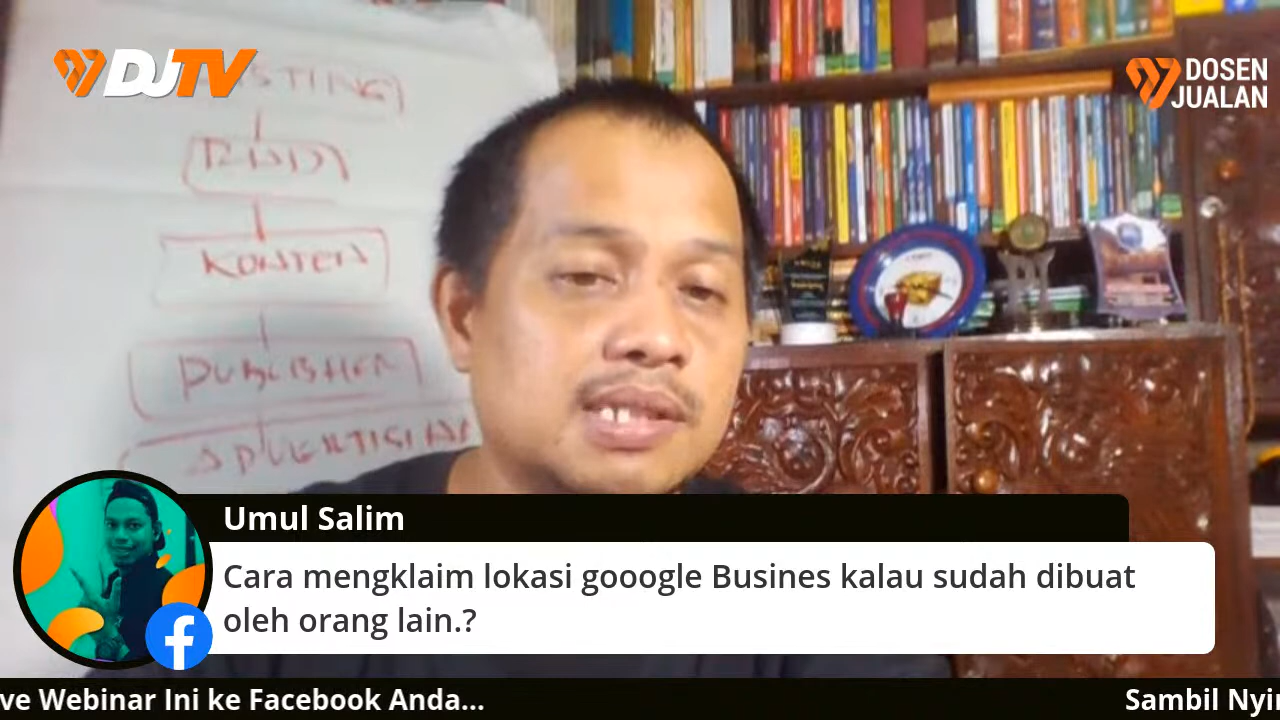 DJTV
DOSEN
JUALAN
KONTEN
PUBLISHER
Umul Salim
Cara mengklaim lokasi gooogle Busines kalau sudah dibuat
oleh orang lain.?
ve Webinar Ini ke Facebook Anda...
Sambil Nyi